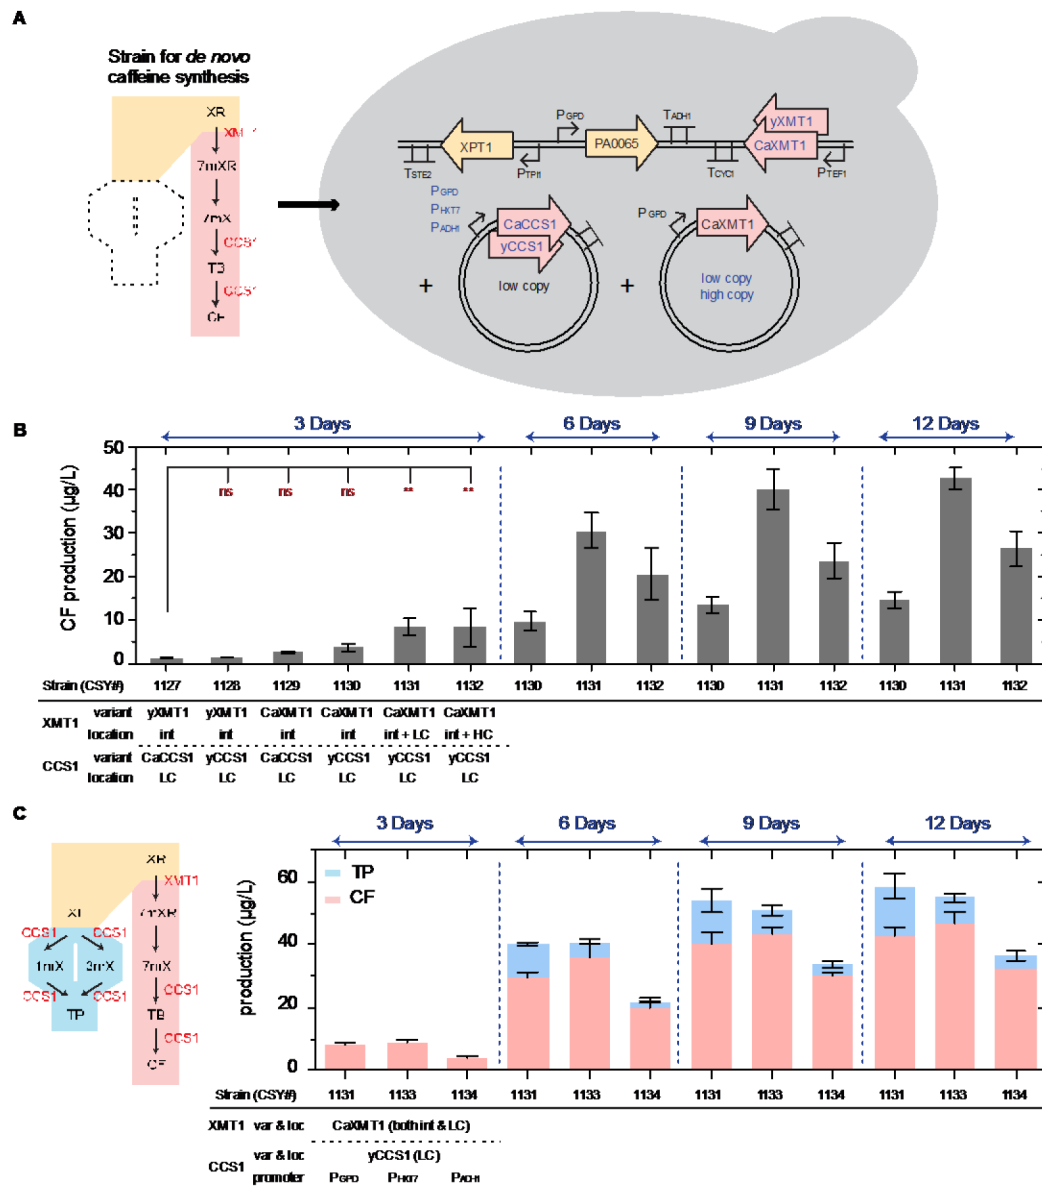 A
Strain for de novo
caffeine synthesis
XR
XMT1
7mXR
7mX
CCS1
TB
CCS1
CF
PGPD
TADH1
yXMT1
XPT1
PA0065
CaXMT1
TSTE2
PTPI1
TCYC1
PTEF1
PGPD
PHXT7
PADH1
CaCCS1
yCCS1
low copy
+
PGPD
CaXMT1
low copy
high copy
+
B
3 Days 6 Days 9 Days 12 Days
CF production (µg/L)
50
40
30
20
10
0
ns ns ns ** **
Strain (CSY#) 1127 1128 1129 1130 1131 1132 1130 1131 1132 1130 1131 1132 1130 1131 1132
XMT1 variant yXMT1 yXMT1 CaXMT1 CaXMT1 CaXMT1 CaXMT1
location int int int int int + LC int + HC
CCS1 variant CaCCS1 yCCS1 CaCCS1 yCCS1 yCCS1 yCCS1
location LC LC LC LC LC LC
C
3 Days 6 Days 9 Days 12 Days
XR
XMT1
7mXR
CCS1 CCS1
1mX 3mX 7mX
CCS1 CCS1 CCS1
TP TB
CCS1
CF
production (µg/L)
60
40
20
0
TP
CF
Strain (CSY#) 1131 1133 1134 1131 1133 1134 1131 1133 1134 1131 1133 1134
XMT1 var & loc CaXMT1 (both int & LC)
CCS1 var & loc yCCS1 (LC)
promoter PGPD PHXT7 PADH1